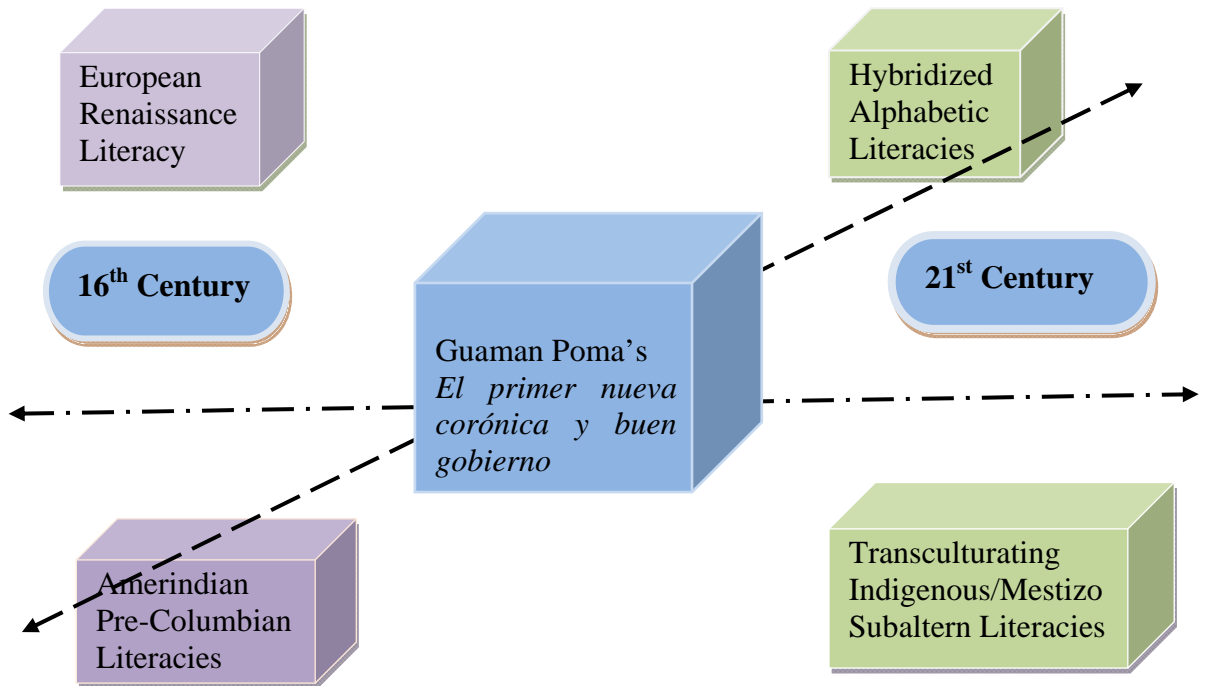 European
Renaissance
Literacy
Hybridized
Alphabetic
Literacies
16th Century
21st Century
Guaman Poma’s
El primer nueva
corónica y buen
gobierno
Amerindian
Pre-Columbian
Literacies
Transculturating
Indigenous/Mestizo
Subaltern Literacies